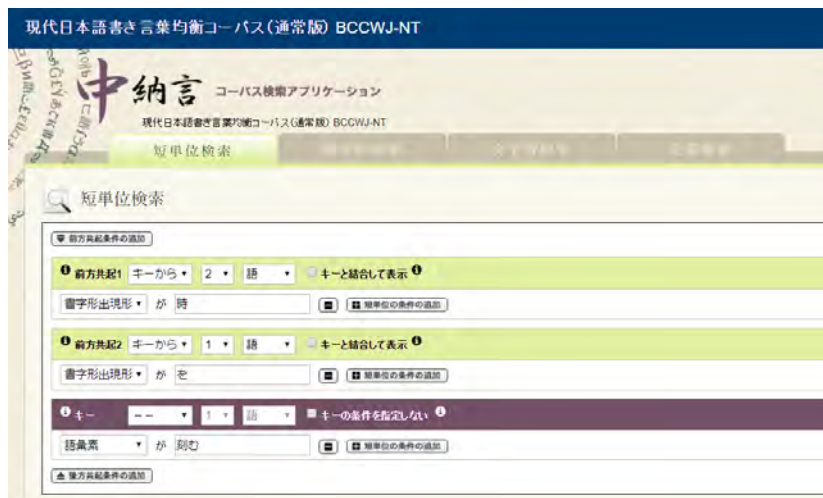 現代日本語書き言葉均衡コーパス(通常版) BCCWJ-NT
中納言 コーパス検索アプリケーション
現代日本語書き言葉均衡コーパス(通常版) BCCWJ-NT
短単位検索
短単位検索
前方共起条件の追加
前方共起1 キーから 2 語 キーと結合して表示
書字形出現形 が 時 短単位の条件の追加
前方共起2 キーから 1 語 キーと結合して表示
書字形出現形 が を 短単位の条件の追加
キー -- 1 語 キーの条件を指定しない
語彙素 が 刻む 短単位の条件の追加
後方共起条件の追加